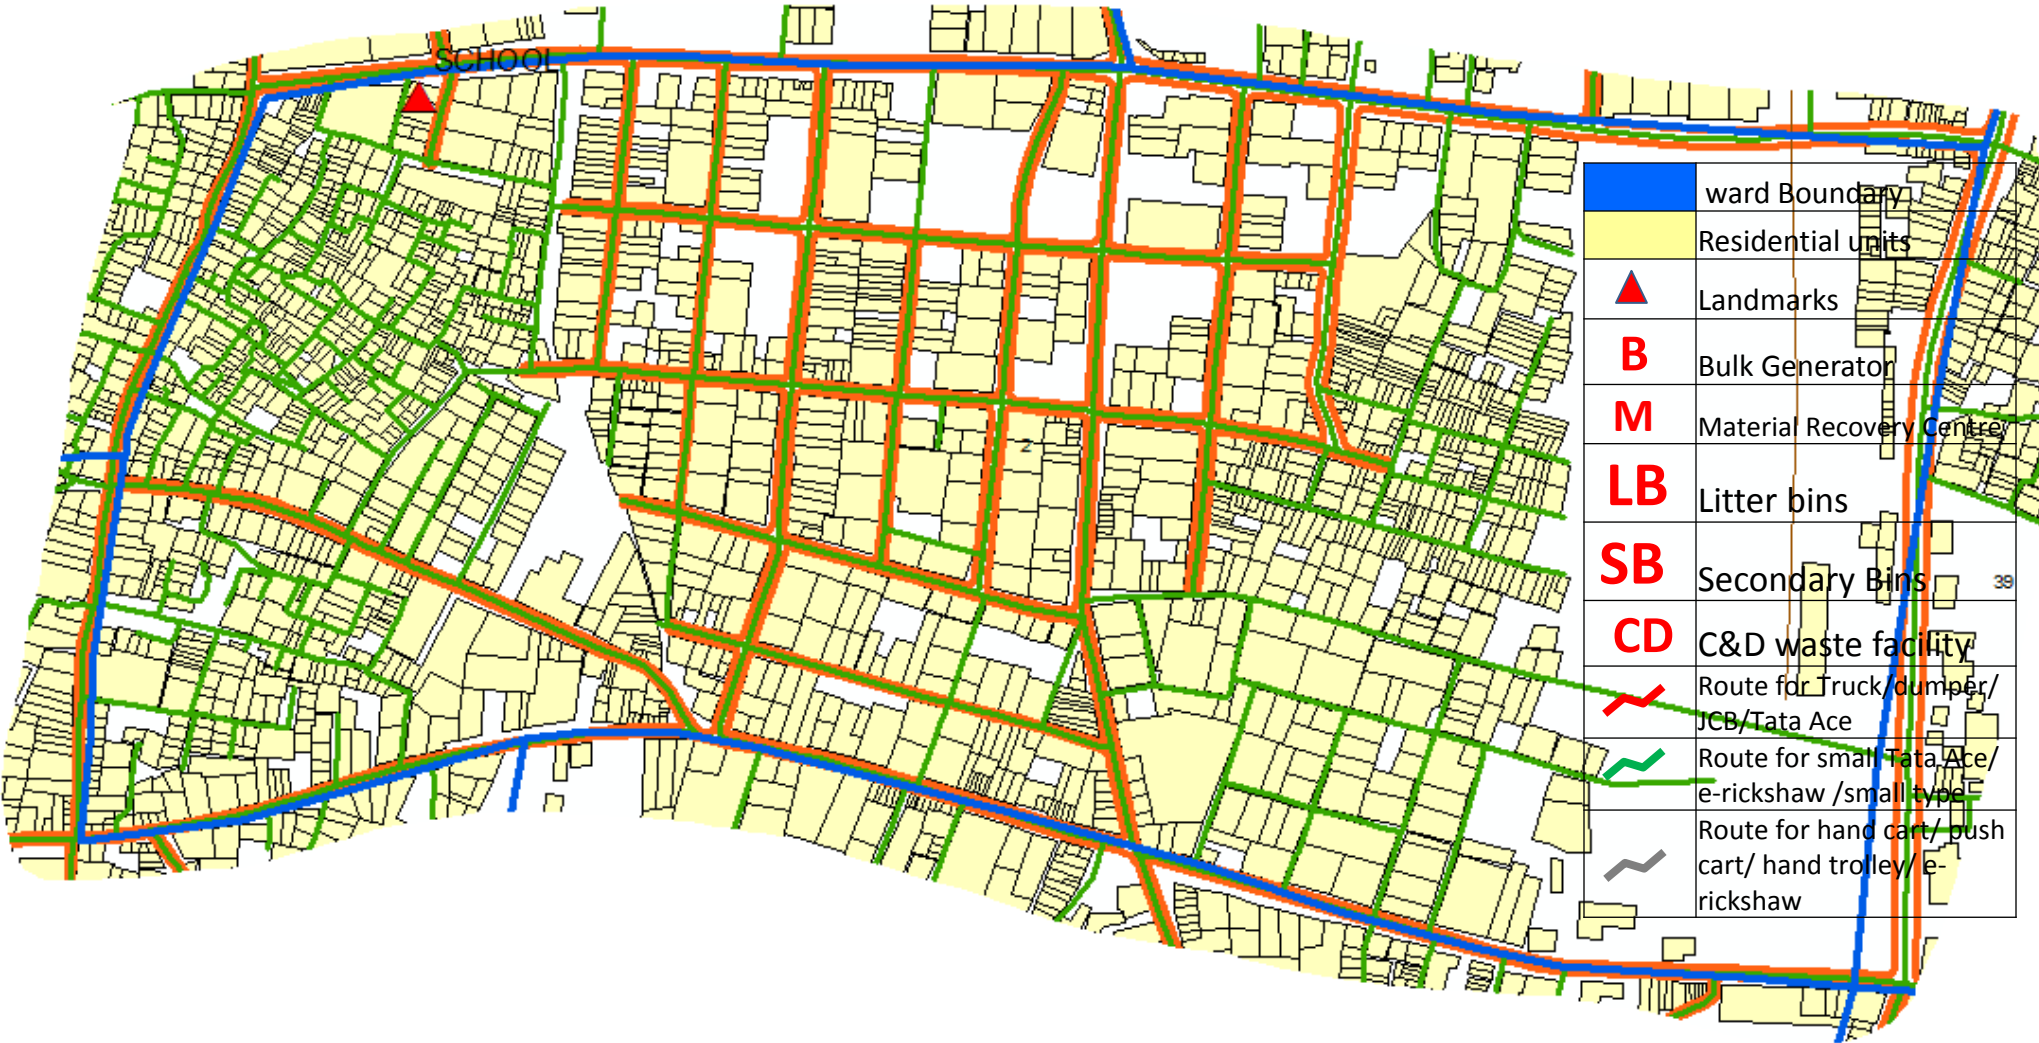 SCHOOL
ward Boundary
Residential units
Landmarks
B
Bulk Generator
M
Material Recovery Centre
2
LB
Litter bins
SB
Secondary Bins
39
CD
C&D waste facility
Route for Truck/dumper/
JCB/Tata Ace
Route for small Tata Ace/
e-rickshaw /small type
Route for hand cart/ push
cart/ hand trolley/ e-
rickshaw